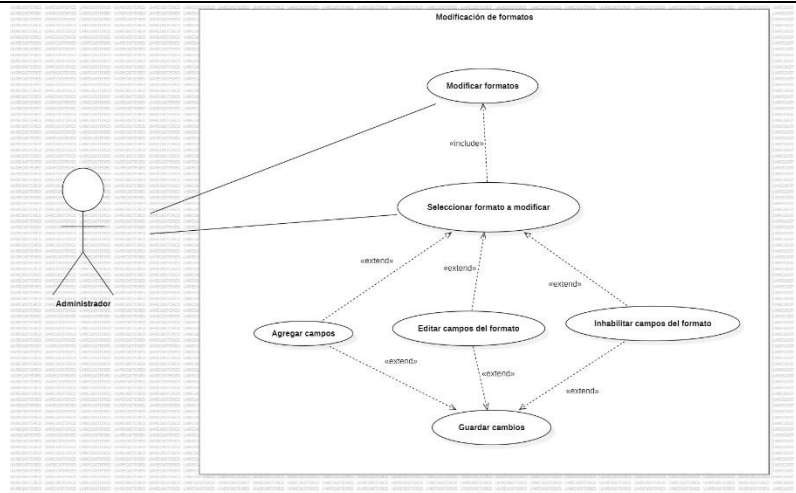 Modificación de formatos
Modificar formatos
«include»
Seleccionar formato a modificar
«extend»
«extend»
«extend»
Administrador
Agregar campos
Editar campos del formato
Inhabilitar campos del formato
«extend»
«extend»
«extend»
Guardar cambios